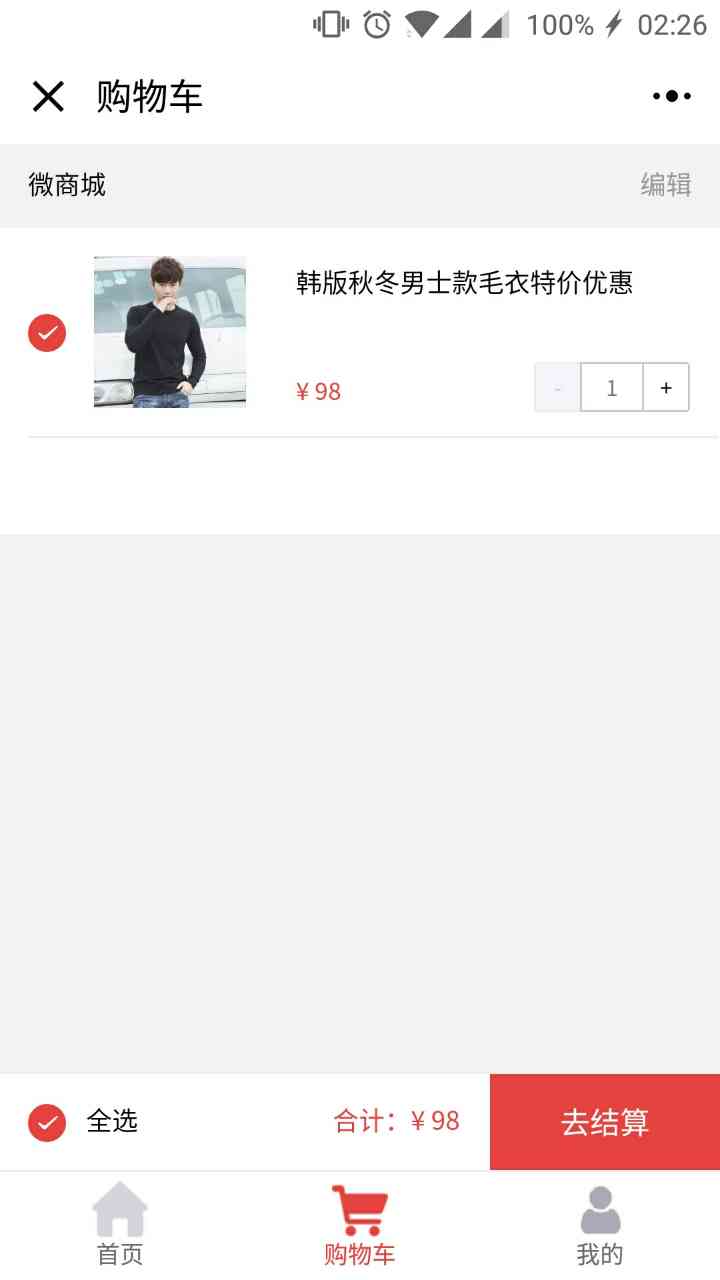 100% 02:26
购物车
微商城 编辑
韩版秋冬男士款毛衣特价优惠
¥98 - 1 +
全选 合计：¥98 去结算
首页 购物车 我的